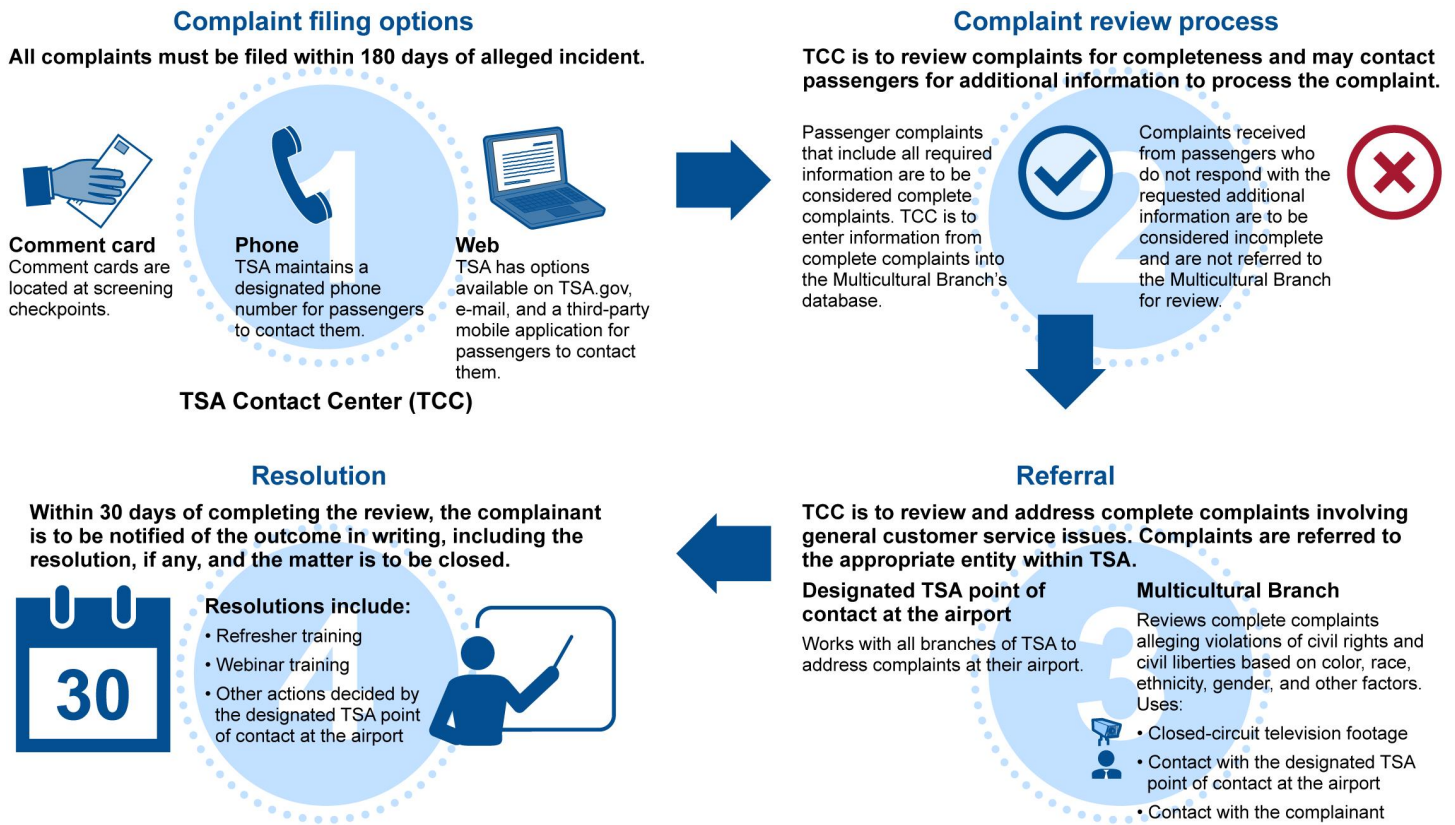 Complaint filing options
All complaints must be filed within 180 days of alleged incident.
1
Comment card
Comment cards are
located at screening
checkpoints.
Phone
TSA maintains a
designated phone
number for passengers
to contact them.
Web
TSA has options
available on TSA.gov,
e-mail, and a third-party
mobile application for
passengers to contact
them.
TSA Contact Center (TCC)
Complaint review process
TCC is to review complaints for completeness and may contact
passengers for additional information to process the complaint.
2
Passenger complaints
that include all required
information are to be
considered complete
complaints. TCC is to
enter information from
complete complaints into
the Multicultural Branch's
database.
Complaints received
from passengers who
do not respond with the
requested additional
information are to be
considered incomplete
and are not referred to
the Multicultural Branch
for review.
Referral
TCC is to review and address complete complaints involving
general customer service issues. Complaints are referred to
the appropriate entity within TSA.
3
Designated TSA point of
contact at the airport
Works with all branches of TSA to
address complaints at their airport.
Multicultural Branch
Reviews complete complaints
alleging violations of civil rights and
civil liberties based on color, race,
ethnicity, gender, and other factors.
Uses:
• Closed-circuit television footage
• Contact with the designated TSA
point of contact at the airport
• Contact with the complainant
Resolution
Within 30 days of completing the review, the complainant
is to be notified of the outcome in writing, including the
resolution, if any, and the matter is to be closed.
4
30
Resolutions include:
• Refresher training
• Webinar training
• Other actions decided by
the designated TSA point
of contact at the airport